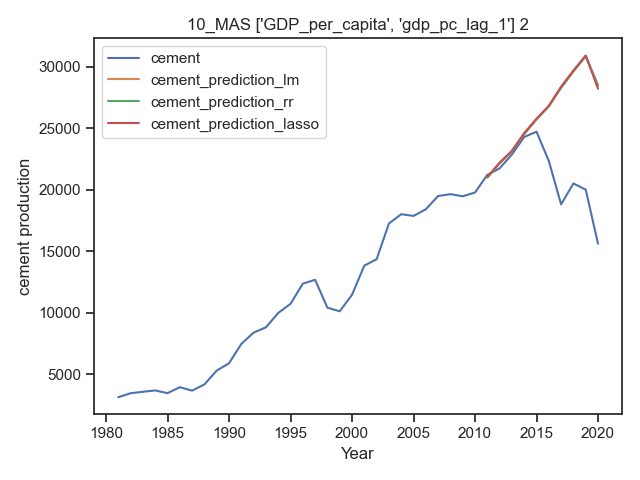 10_MAS ['GDP_per_capita', 'gdp_pc_lag_1'] 2
cement
cement_prediction_lm
cement_prediction_rr
cement_prediction_lasso
cement production
30000
25000
20000
15000
10000
5000
1980 1985 1990 1995 2000 2005 2010 2015 2020
Year